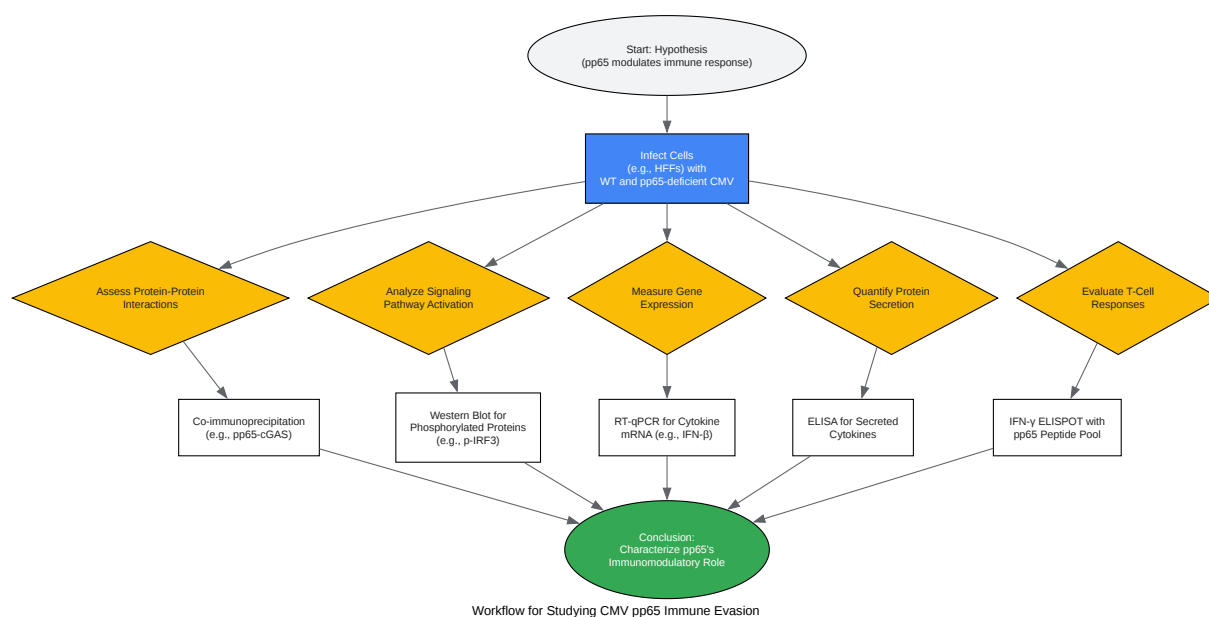 Start: Hypothesis
(pp65 modulates immune response)
Infect Cells
(e.g., HFFs) with
WT and pp65-deficient CMV
Assess Protein-Protein
Interactions
Analyze Signaling
Pathway Activation
Measure Gene
Expression
Quantify Protein
Secretion
Evaluate T-Cell
Responses
Co-immunoprecipitation
(e.g., pp65-cGAS)
Western Blot for
Phosphorylated Proteins
(e.g., p-IRF3)
RT-qPCR for Cytokine
mRNA (e.g., IFN-β)
ELISA for Secreted
Cytokines
IFN-γ ELISPOT with
pp65 Peptide Pool
Conclusion:
Characterize pp65's
Immunomodulatory Role
Workflow for Studying CMV pp65 Immune Evasion